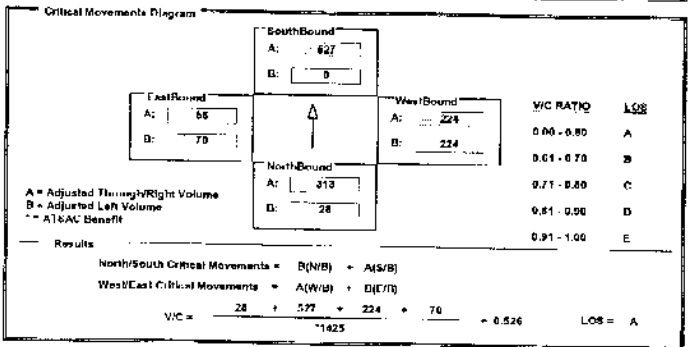 Critical Movements Diagram
SouthBound
A: 527
B: 0
EastBound
A:
B: 70
WestBound
A: 224
B: 224
NorthBound
A: 313
B: 28
A = Adjusted Through/Right Volume
B = Adjusted Left Volume
* = ATSAC Benefit
V/C RATIO LOS
0.00 - 0.60 A
0.61 - 0.70 B
0.71 - 0.80 C
0.81 - 0.90 D
0.91 - 1.00 E
Results
North/South Critical Movements = B(N/B) + A(S/B)
West/East Critical Movements = A(W/B) + B(E/B)
V/C = 28 + 527 + 224 + 70 = 0.526 LOS = A
*1425